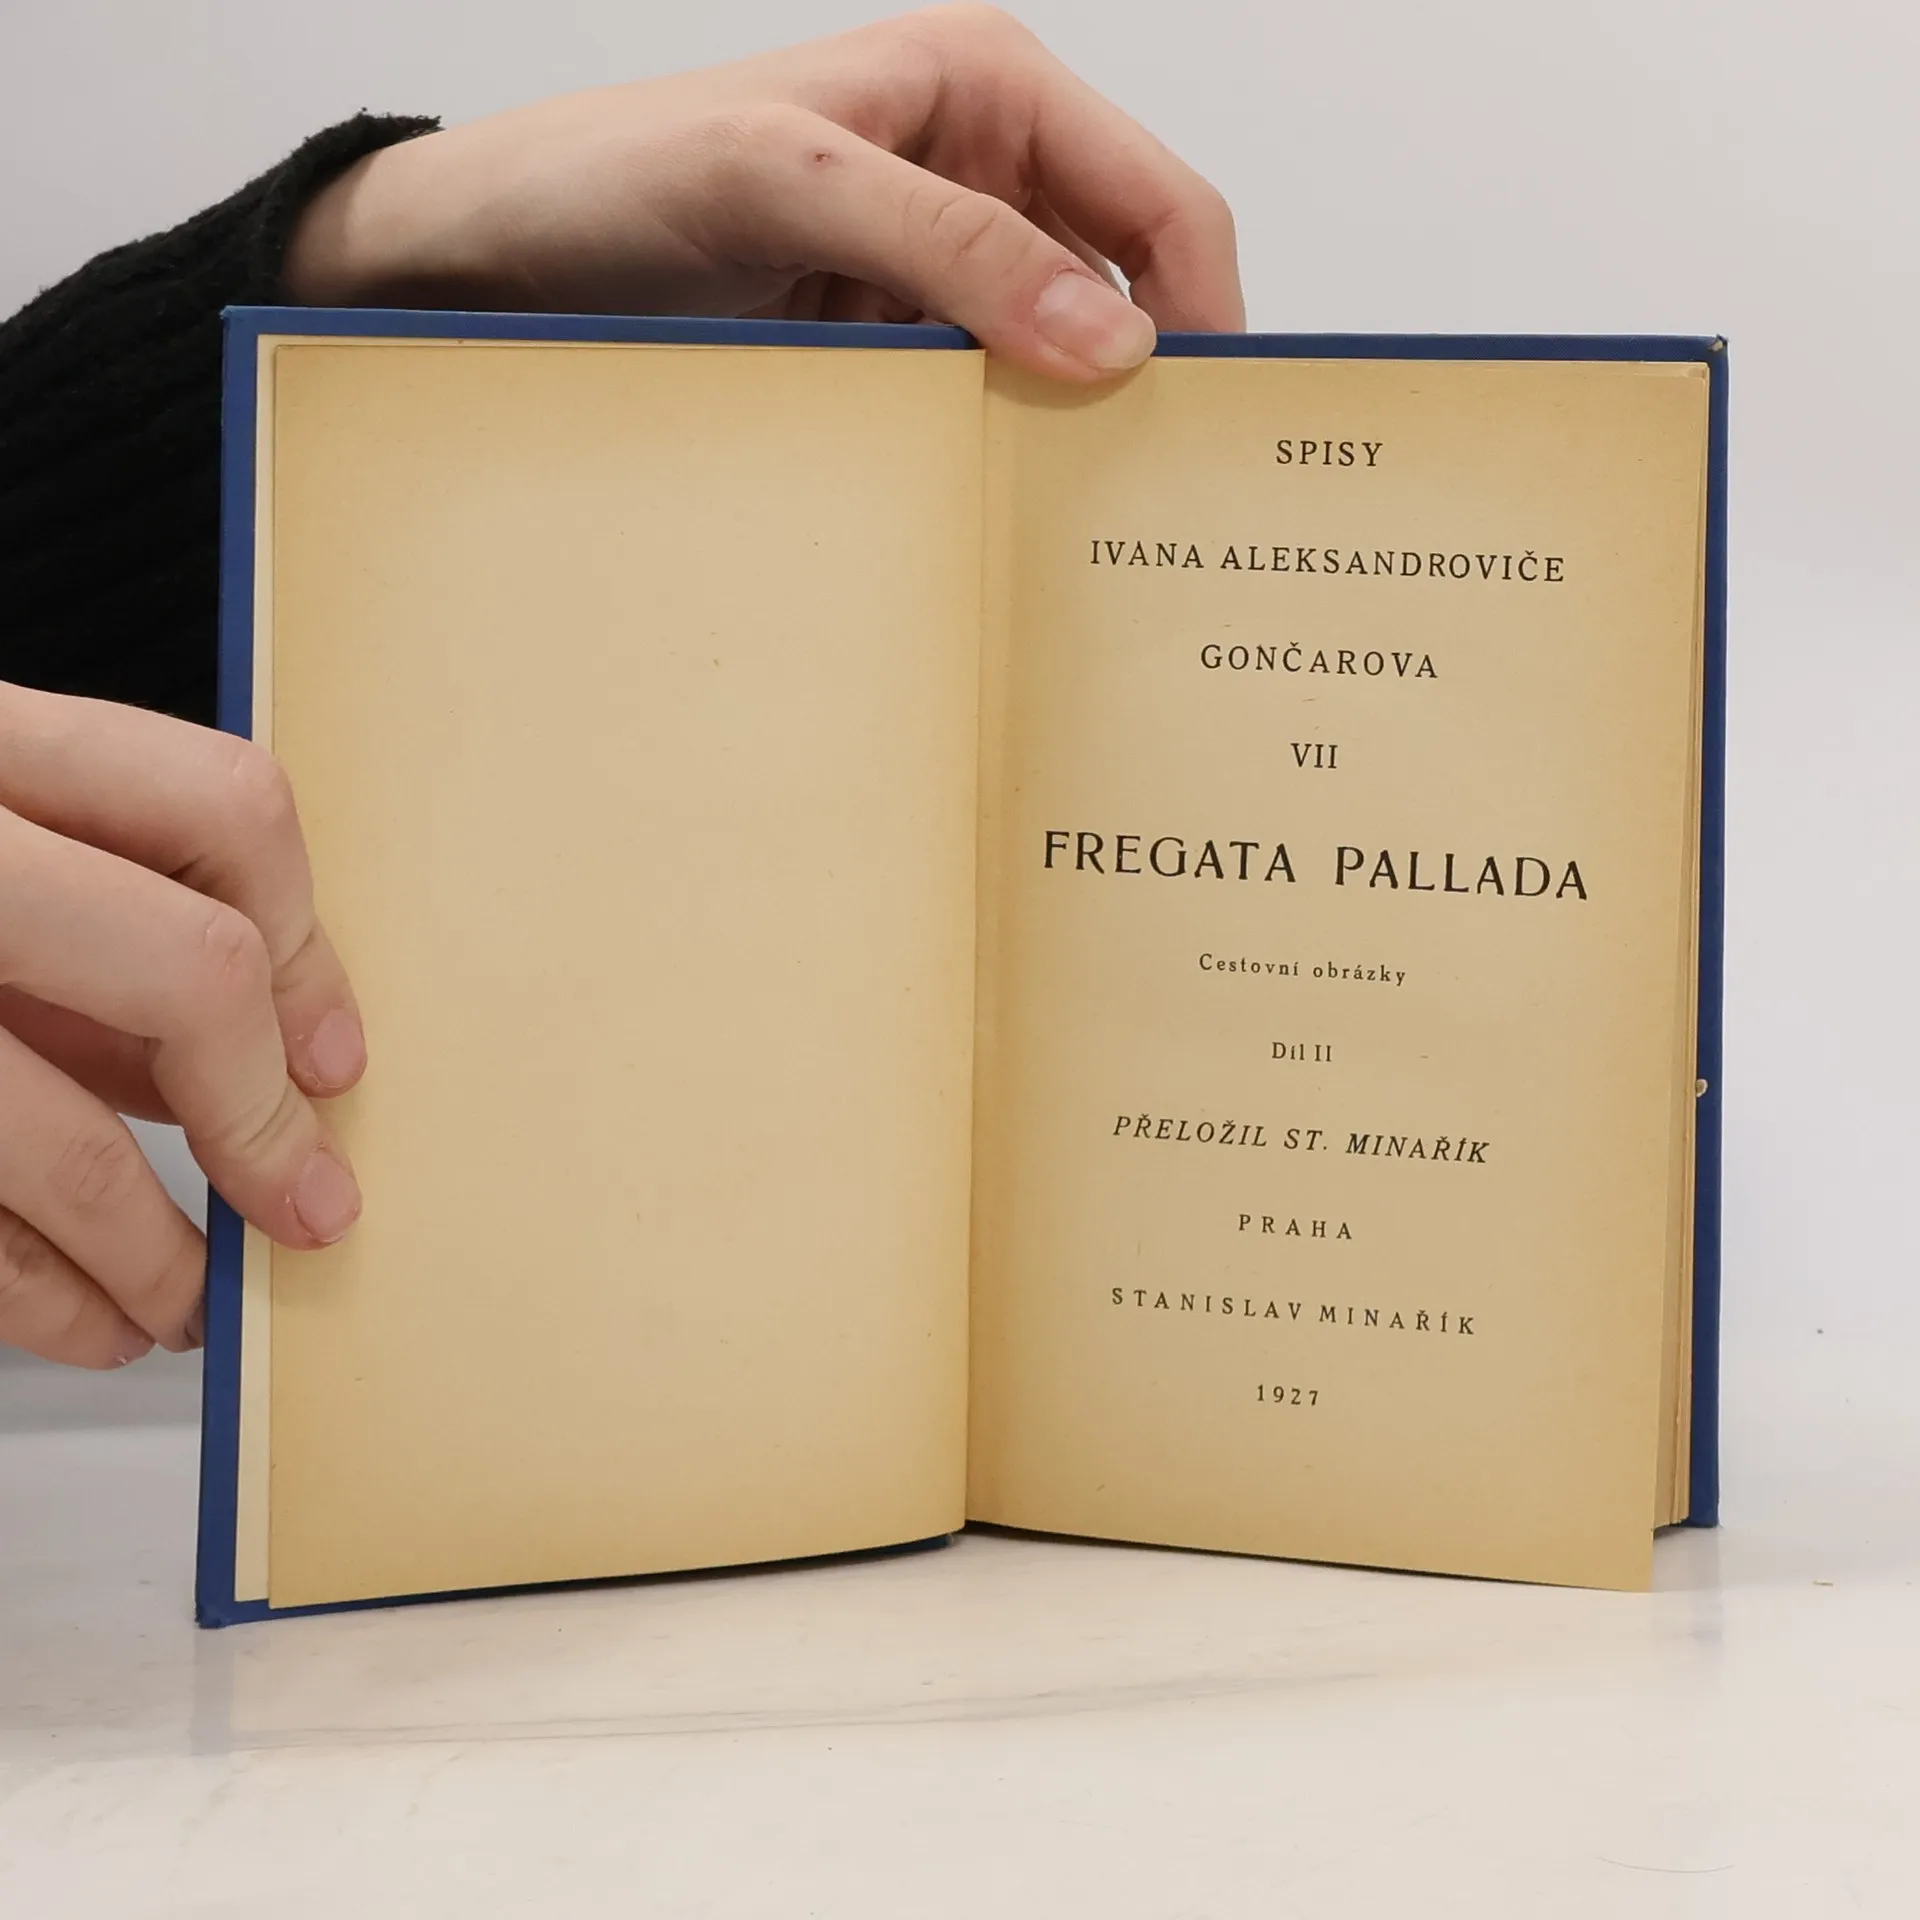 SPISY
IVANA ALEKSANDROVIČE
GONČAROVA
VII
FREGATA PALLADA
Cestovní obrázky
Díl II
PŘELOŽIL ST. MINAŘÍK
PRAHA
STANISLAV MINAŘÍK
1927